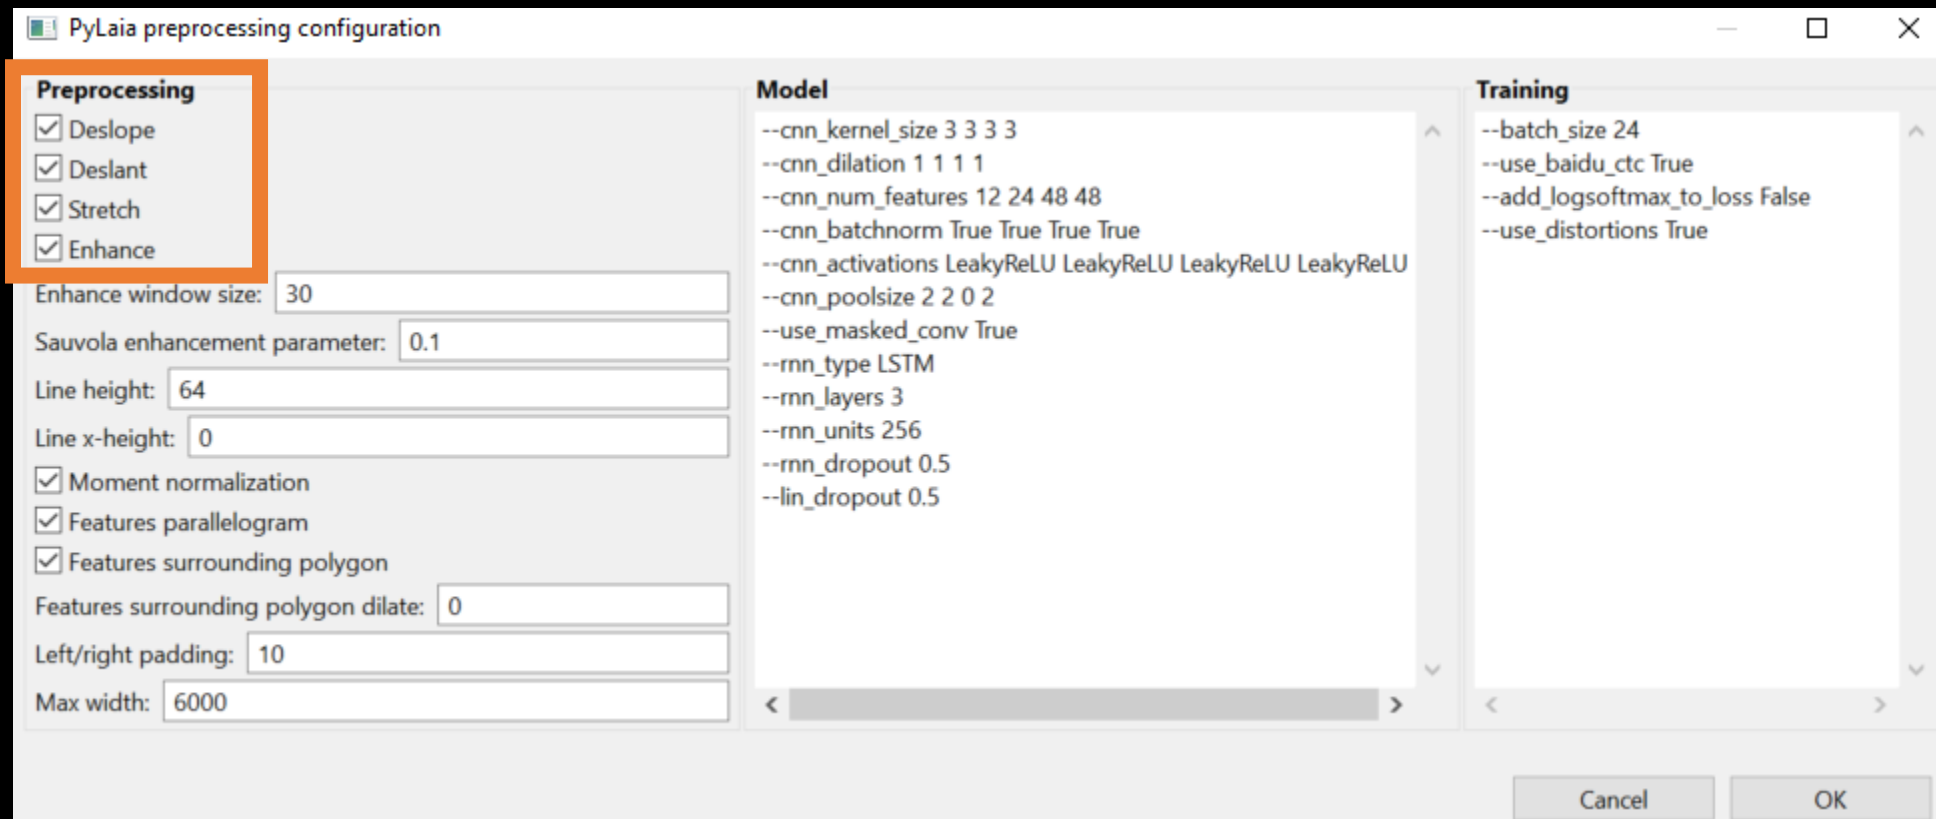 PyLaia preprocessing configuration
Preprocessing
Deslope
Deslant
Stretch
Enhance
Enhance window size: 30
Sauvola enhancement parameter: 0.1
Line height: 64
Line x-height: 0
Moment normalization
Features parallelogram
Features surrounding polygon
Features surrounding polygon dilate: 0
Left/right padding: 10
Max width: 6000
Model
--cnn_kernel_size 3 3 3 3
--cnn_dilation 1 1 1 1
--cnn_num_features 12 24 48 48
--cnn_batchnorm True True True True
--cnn_activations LeakyReLU LeakyReLU LeakyReLU LeakyReLU
--cnn_poolsize 2 2 0 2
--use_masked_conv True
--rnn_type LSTM
--rnn_layers 3
--rnn_units 256
--rnn_dropout 0.5
--lin_dropout 0.5
Training
--batch_size 24
--use_baidu_ctc True
--add_logsoftmax_to_loss False
--use_distortions True
Cancel
OK